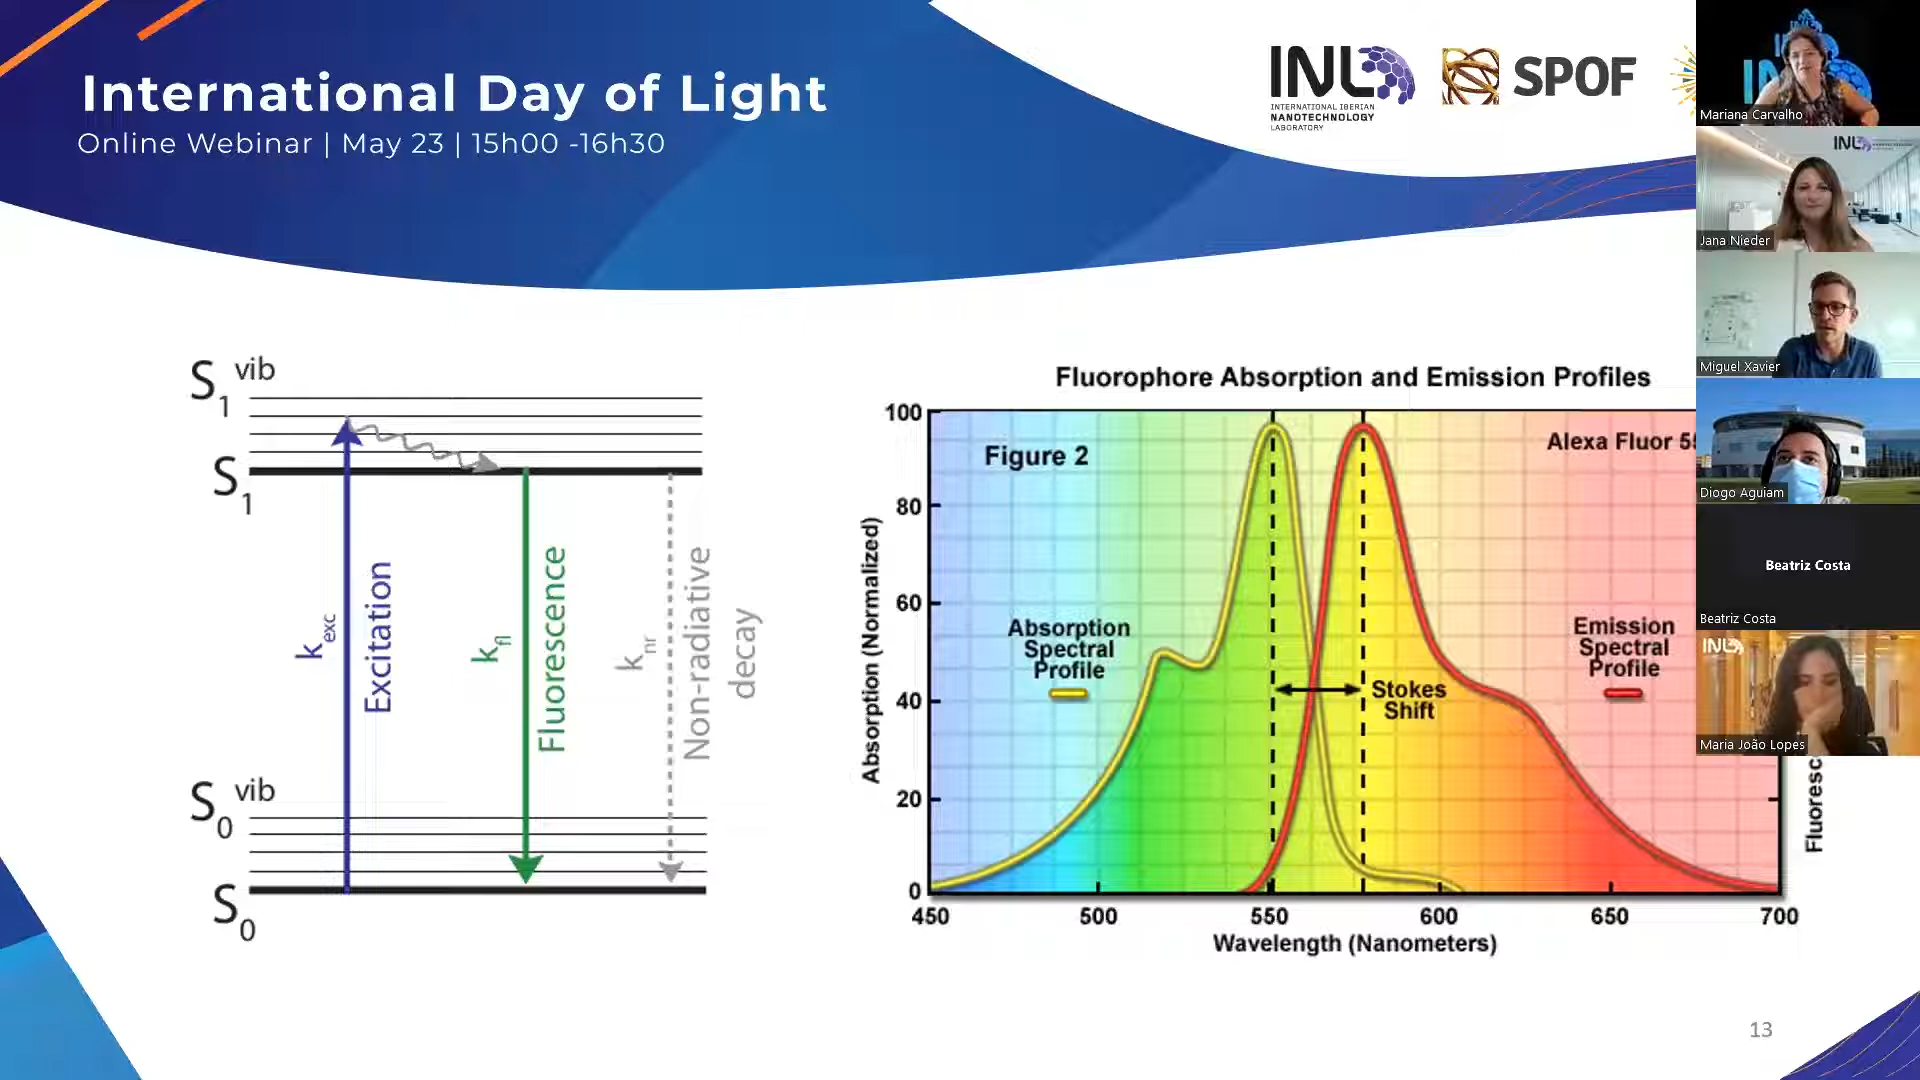 International Day of Light
Online Webinar | May 23 | 15h00 -16h30
INL
INTERNATIONAL IBERIAN
NANOTECHNOLOGY
LABORATORY
SPOF
S1 vib
S1
kexc
Excitation
kfl
Fluorescence
knr
Non-radiative
decay
S0 vib
S0
Fluorophore Absorption and Emission Profiles
Figure 2
Alexa Fluor 55
Absorption (Normalized)
100
80
60
40
20
0
Absorption
Spectral
Profile
Stokes
Shift
Emission
Spectral
Profile
450
500
550
600
650
700
Wavelength (Nanometers)
Fluoresc
13
Mariana Carvalho
INL
Jana Nieder
Miguel Xavier
Diogo Aguiam
Beatriz Costa
Beatriz Costa
INL
Maria João Lopes